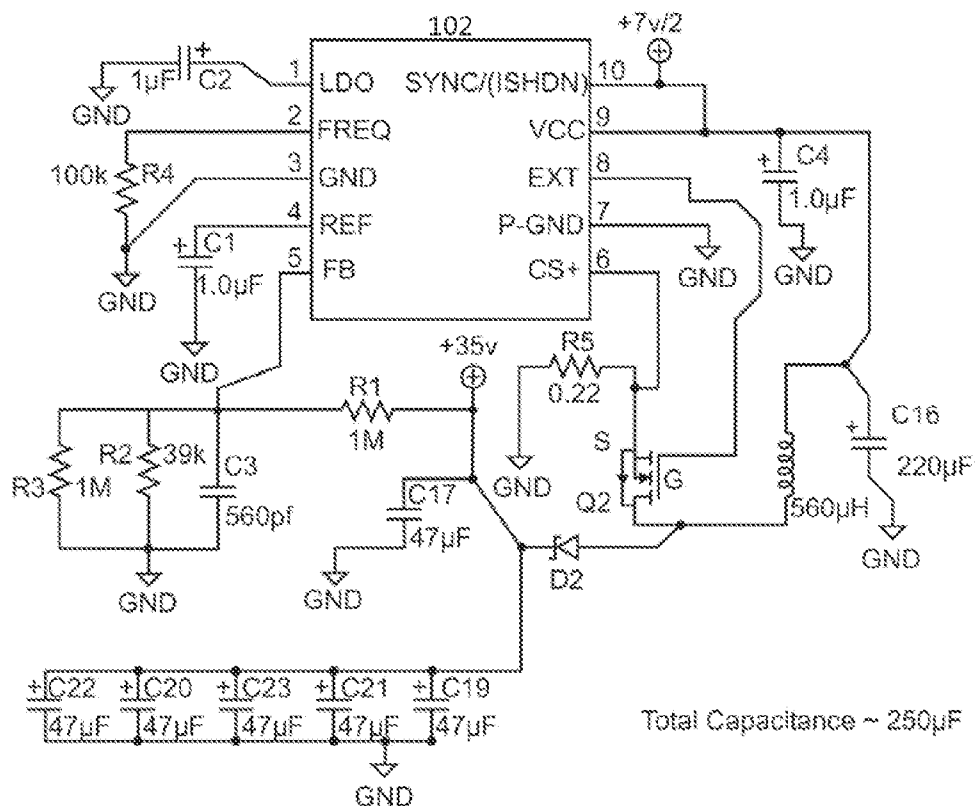 102
+7v/2
1µF
C2
GND
1
LDO
SYNC/(ISHDN)
10
2
FREQ
VCC
9
100k
R4
3
GND
EXT
8
C4
1.0µF
4
REF
P-GND
7
GND
GND
GND
C1
1.0µF
5
FB
CS+
6
GND
+35v
R5
0.22
R1
1M
C16
220µF
R3
1M
R2
39k
C3
560pf
S
G
Q2
GND
C17
47µF
560µH
GND
D2
GND
GND
C22
47µF
C20
47µF
C23
47µF
C21
47µF
C19
47µF
Total Capacitance ~ 250µF
GND